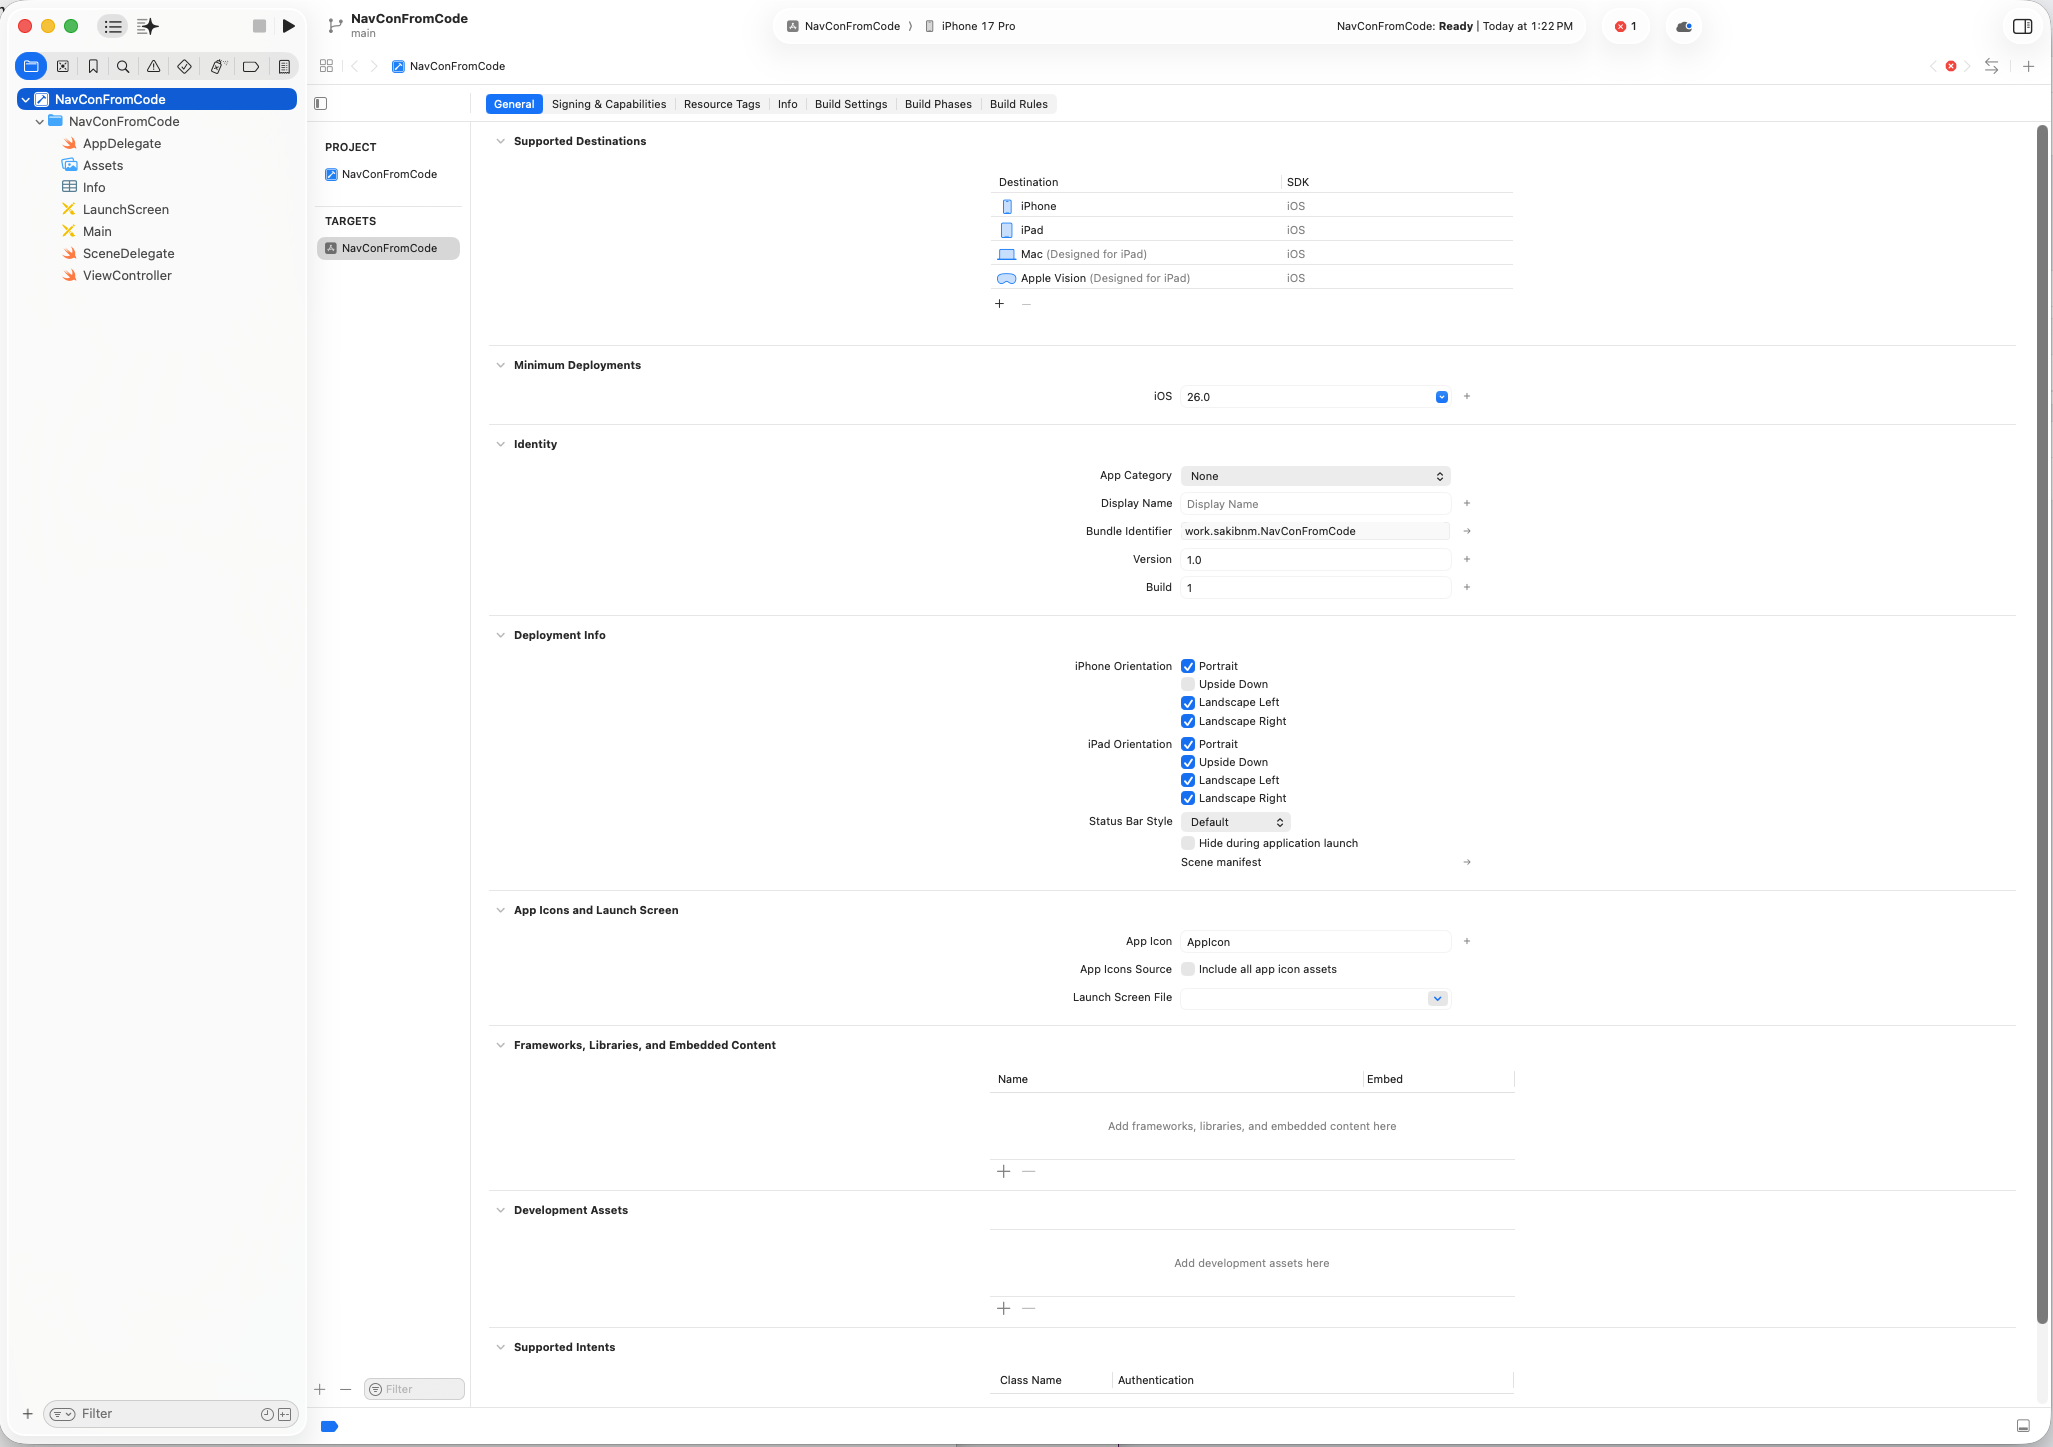 NavConFromCode
main
NavConFromCode
iPhone 17 Pro
NavConFromCode: Ready | Today at 1:22 PM
1
NavConFromCode
NavConFromCode
NavConFromCode
AppDelegate
Assets
Info
LaunchScreen
Main
SceneDelegate
ViewController
Filter
General
Signing & Capabilities
Resource Tags
Info
Build Settings
Build Phases
Build Rules
PROJECT
NavConFromCode
TARGETS
NavConFromCode
Filter
Supported Destinations
Destination SDK
iPhone iOS
iPad iOS
Mac (Designed for iPad) iOS
Apple Vision (Designed for iPad) iOS
Minimum Deployments
iOS 26.0
Identity
App Category None
Display Name Display Name
Bundle Identifier work.sakibnm.NavConFromCode
Version 1.0
Build 1
Deployment Info
iPhone Orientation Portrait
Upside Down
Landscape Left
Landscape Right
iPad Orientation Portrait
Upside Down
Landscape Left
Landscape Right
Status Bar Style Default
Hide during application launch
Scene manifest
App Icons and Launch Screen
App Icon AppIcon
App Icons Source Include all app icon assets
Launch Screen File
Frameworks, Libraries, and Embedded Content
Name Embed
Add frameworks, libraries, and embedded content here
Development Assets
Add development assets here
Supported Intents
Class Name Authentication